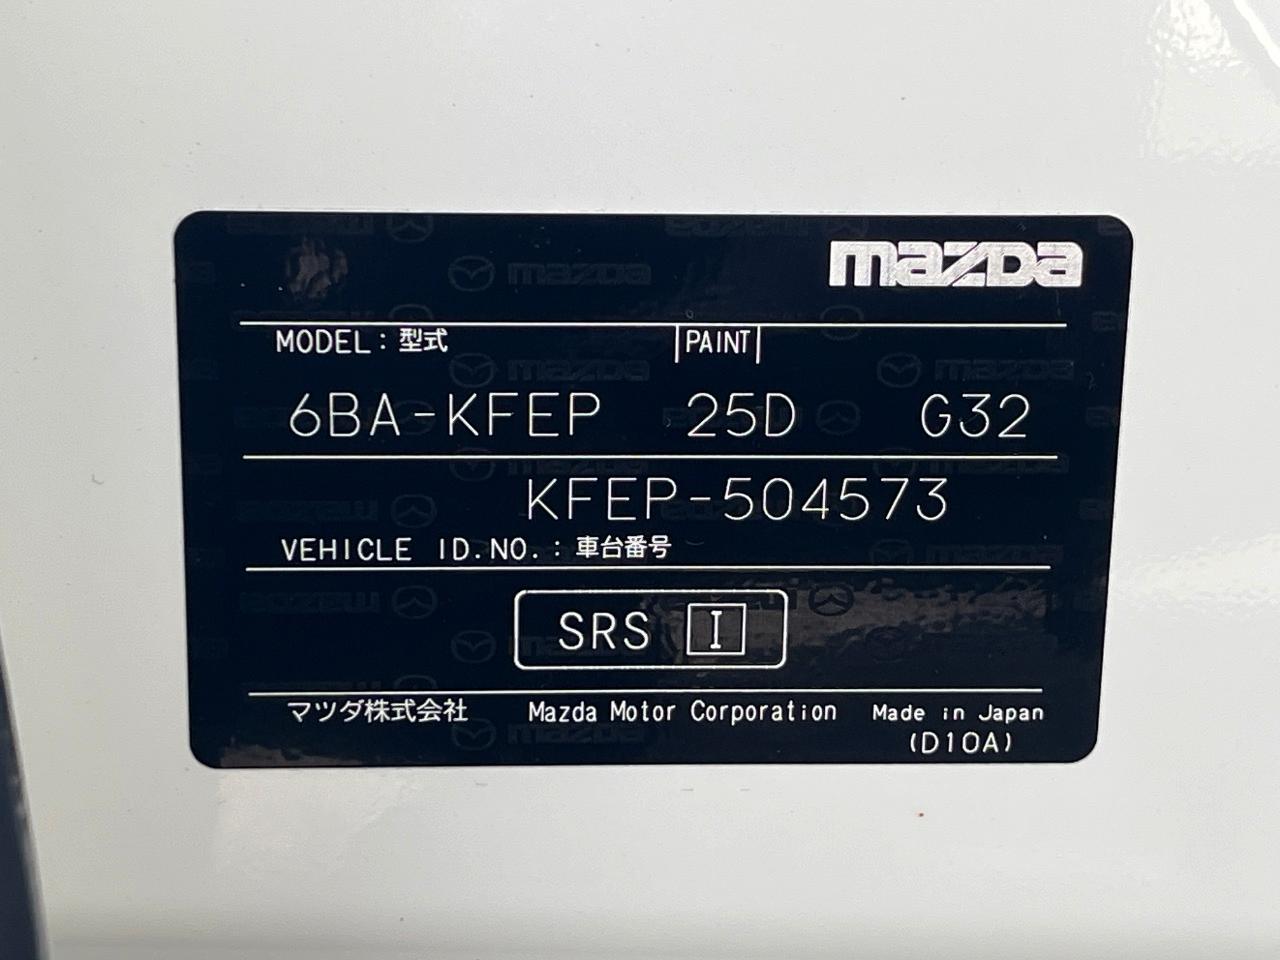 mazda
MODEL : 型式 PAINT
6BA-KFEP 25D G32
KFEP-504573
VEHICLE ID.NO. : 車台番号
SRS I
マツダ株式会社 Mazda Motor Corporation Made in Japan
(D10A)